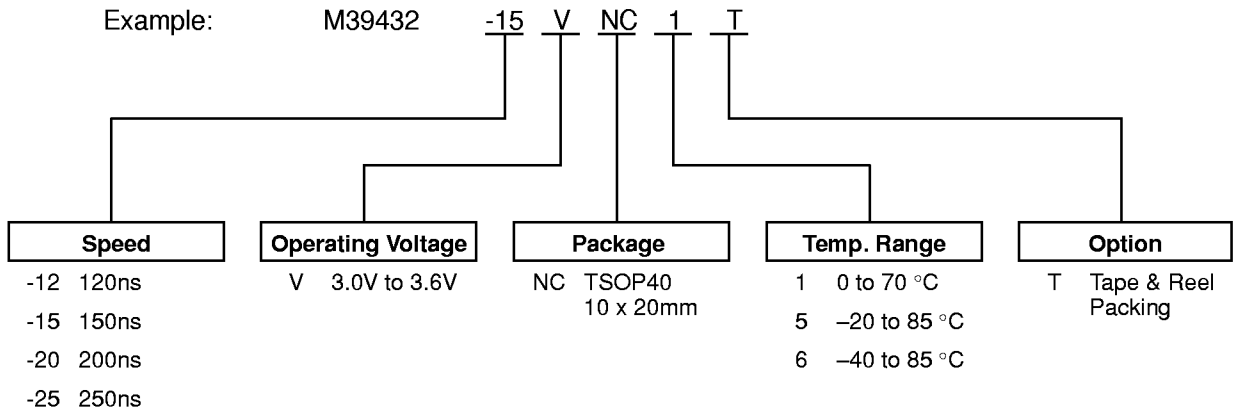 Example: M39432 -15 V NC 1 T
Speed Operating Voltage Package Temp. Range Option
-12 120ns V 3.0V to 3.6V NC TSOP40 1 0 to 70 °C T Tape & Reel
10 x 20mm Packing
-15 150ns 5 –20 to 85 °C
-20 200ns 6 –40 to 85 °C
-25 250ns